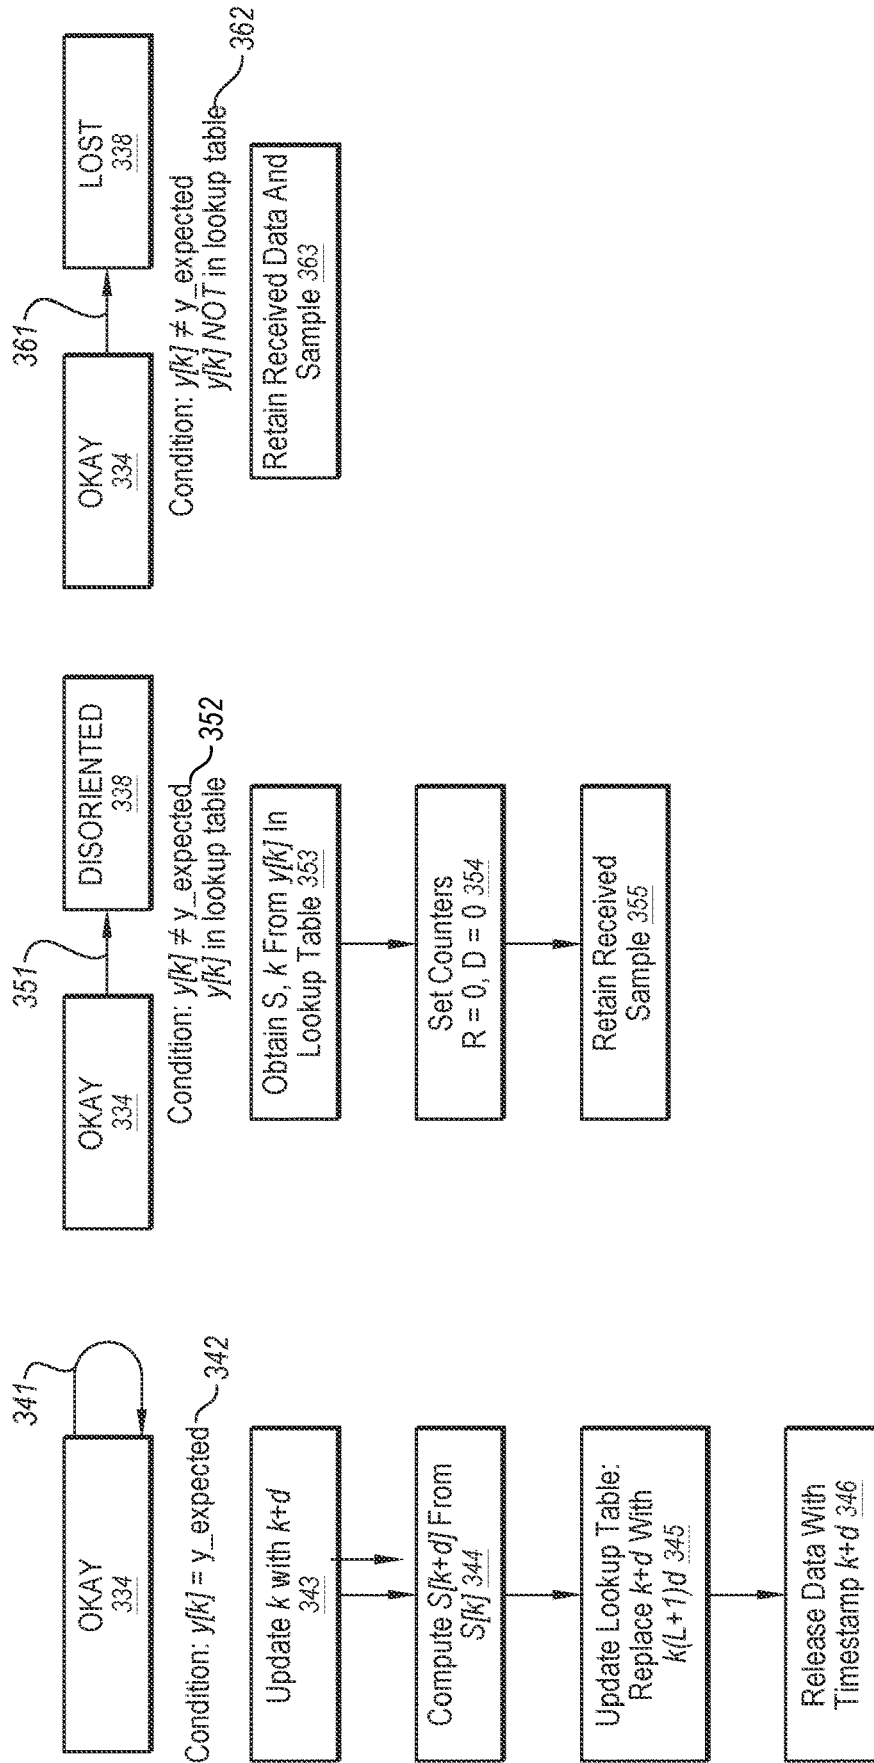 341
OKAY
334
Condition: y[k] = y_expected
342
Update k with k+d
343
Compute S[k+d] From
S[k] 344
Update Lookup Table:
Replace k+d With
k(L+1)d 345
Release Data With
Timestamp k+d 346
351
OKAY
334
DISORIENTED
338
Condition: y[k] ≠ y_expected
y[k] in lookup table
352
Obtain S, k From y[k] In
Lookup Table 353
Set Counters
R = 0, D = 0 354
Retain Received
Sample 355
361
OKAY
334
LOST
338
Condition: y[k] ≠ y_expected
y[k] NOT in lookup table
362
Retain Received Data And
Sample 363